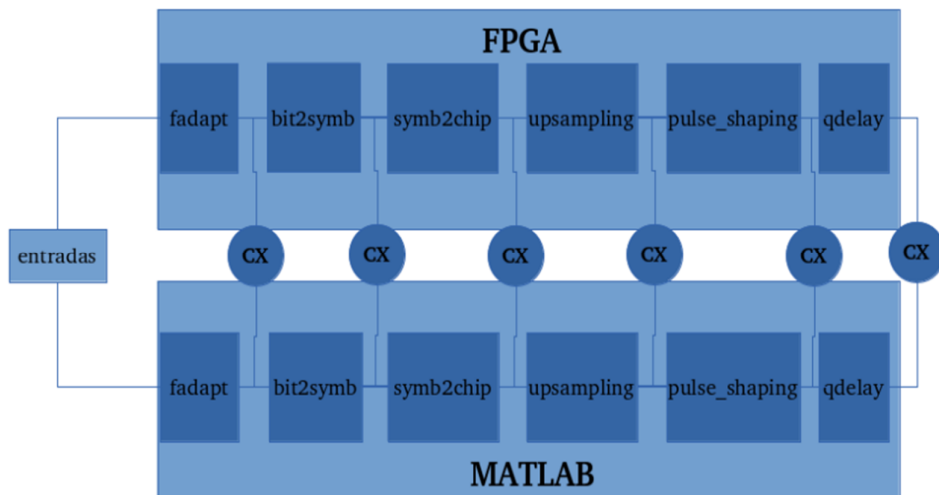 FPGA
fadapt bit2symb symb2chip upsampling pulse_shaping qdelay
entradas CX CX CX CX CX CX
fadapt bit2symb symb2chip upsampling pulse_shaping qdelay
MATLAB